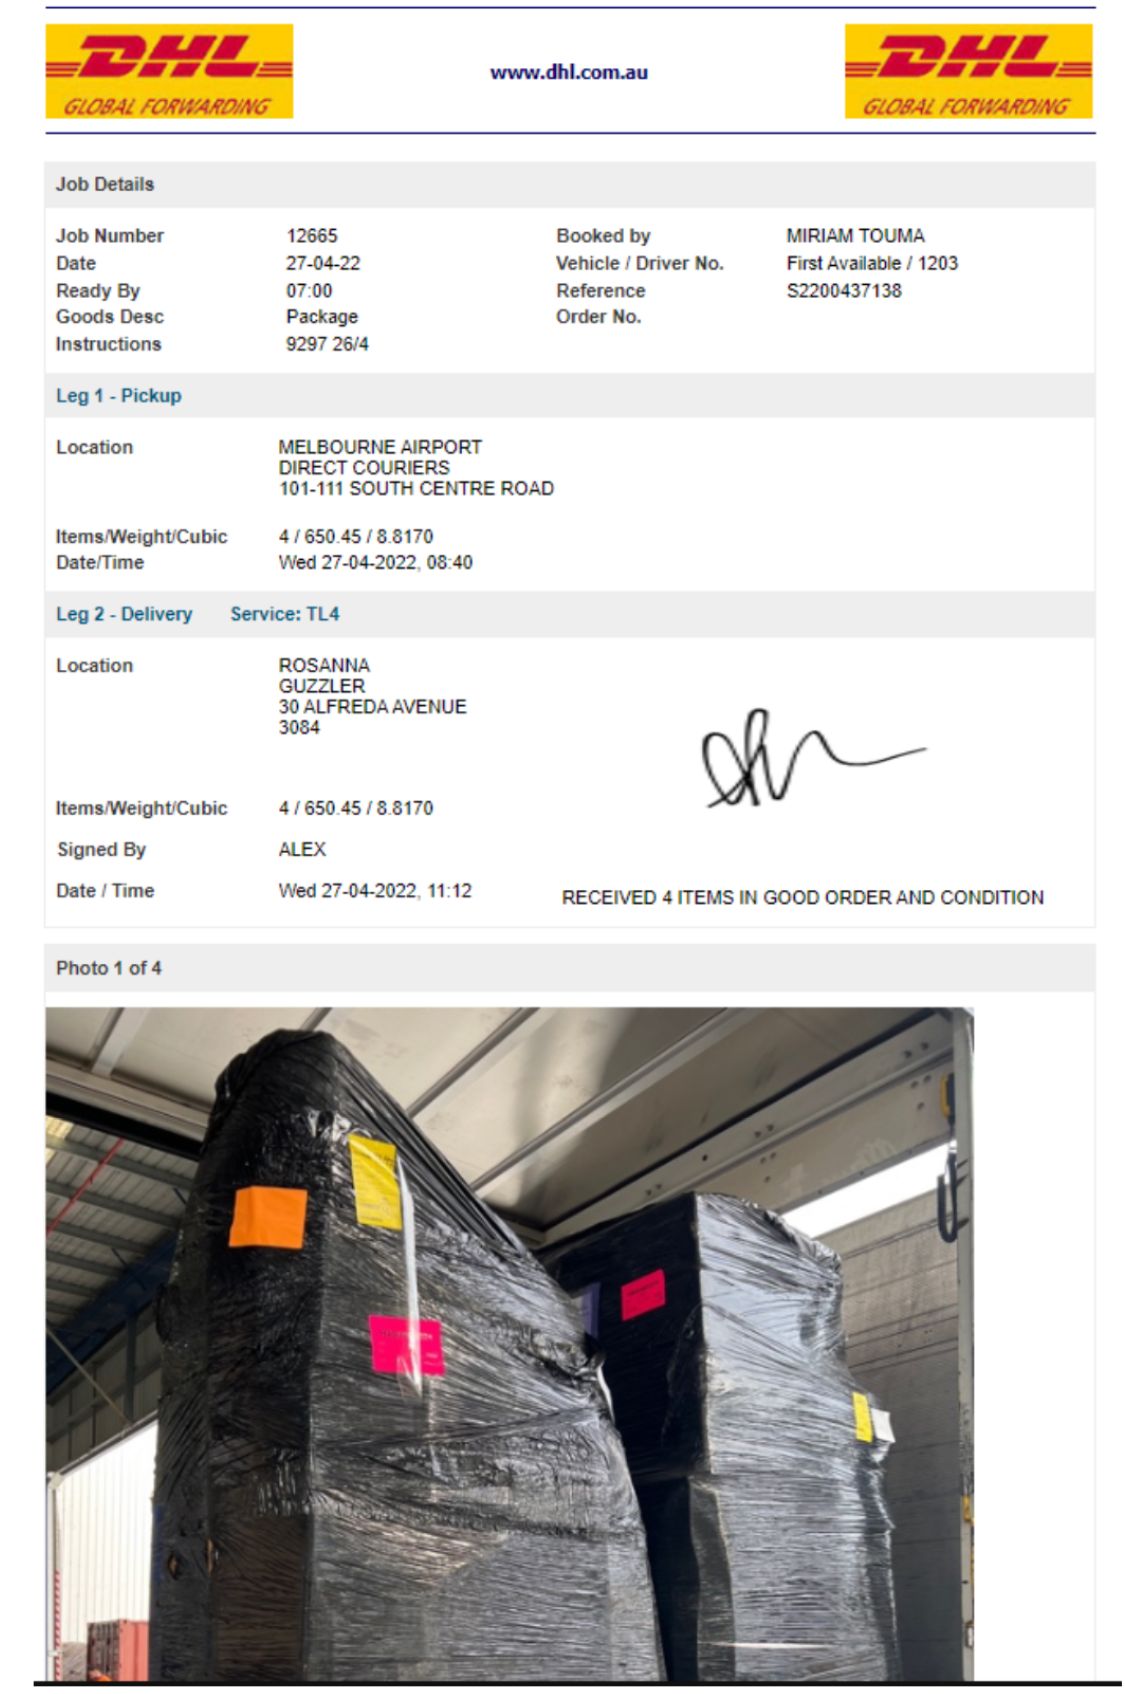 DHL
GLOBAL FORWARDING
www.dhl.com.au
DHL
GLOBAL FORWARDING
Job Details
Job Number 12665 Booked by MIRIAM TOUMA
Date 27-04-22 Vehicle / Driver No. First Available / 1203
Ready By 07:00 Reference S2200437138
Goods Desc Package Order No.
Instructions 9297 26/4
Leg 1 - Pickup
Location MELBOURNE AIRPORT
DIRECT COURIERS
101-111 SOUTH CENTRE ROAD
Items/Weight/Cubic 4 / 650.45 / 8.8170
Date/Time Wed 27-04-2022, 08:40
Leg 2 - Delivery Service: TL4
Location ROSANNA
GUZZLER
30 ALFREDA AVENUE
3084
Items/Weight/Cubic 4 / 650.45 / 8.8170
Signed By ALEX
Date / Time Wed 27-04-2022, 11:12 RECEIVED 4 ITEMS IN GOOD ORDER AND CONDITION
Photo 1 of 4